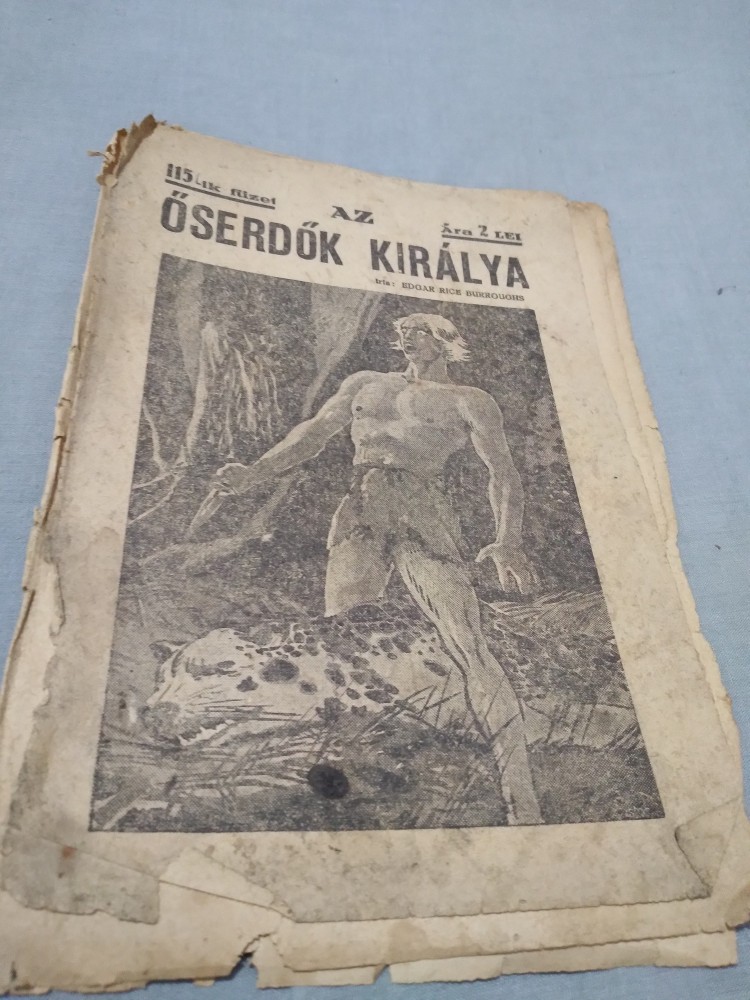 115 ik füzet
AZ
Ára 2 LEI
ŐSERDŐK KIRÁLYA
Irta: EDGAR RICE BURROUGHS